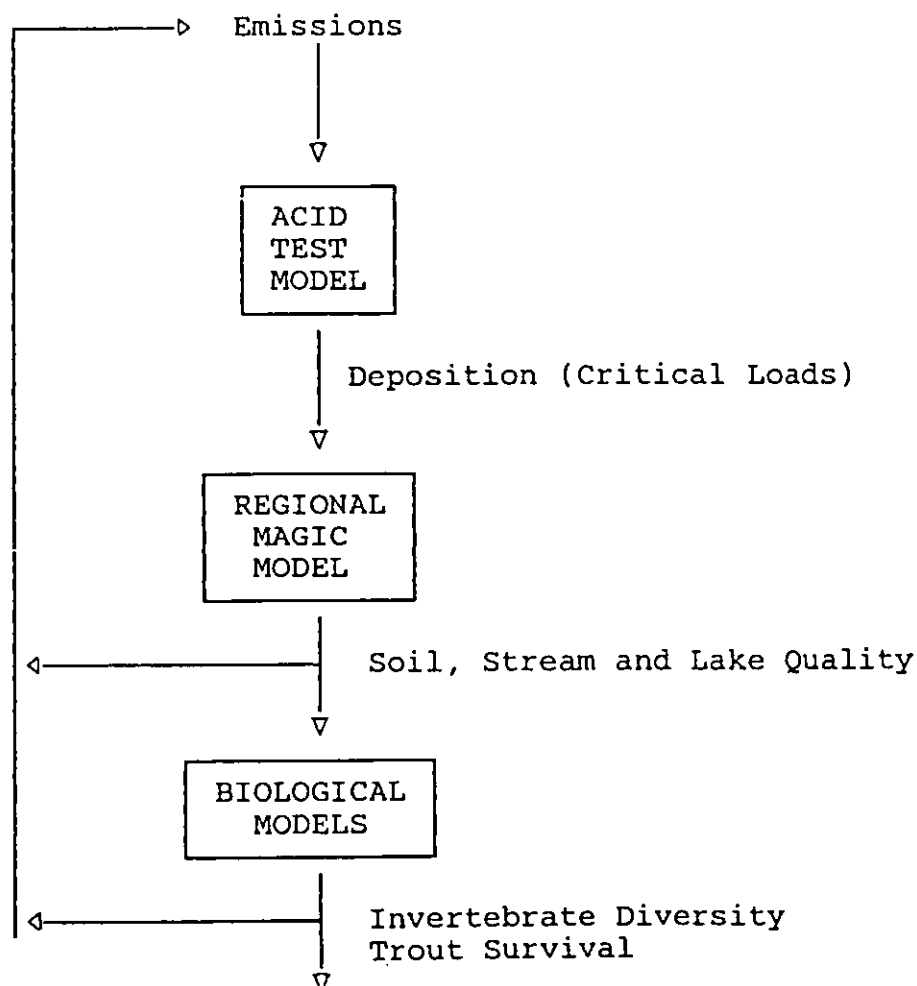 Emissions
ACID
TEST
MODEL
Deposition (Critical Loads)
REGIONAL
MAGIC
MODEL
Soil, Stream and Lake Quality
BIOLOGICAL
MODELS
Invertebrate Diversity
Trout Survival